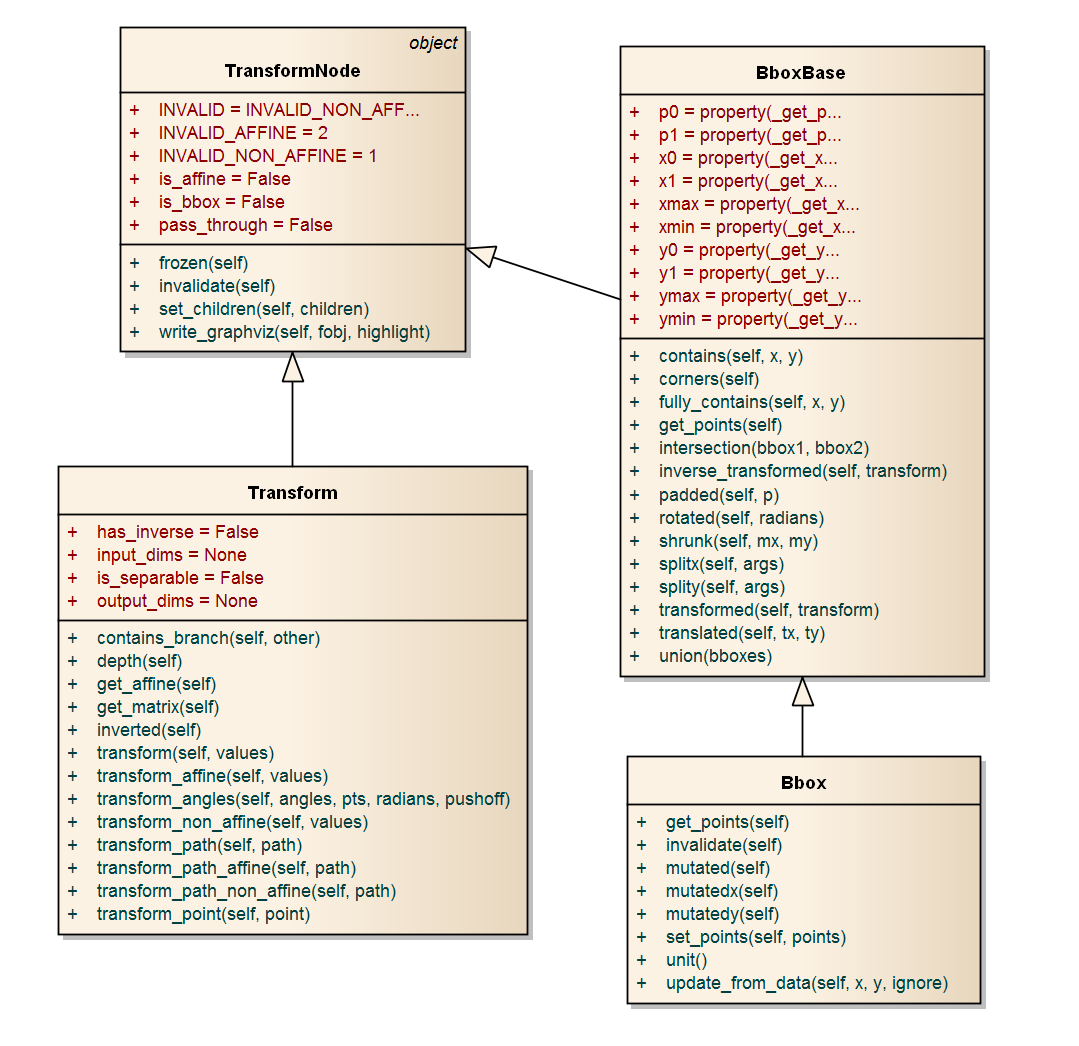 object
TransformNode
+ INVALID = INVALID_NON_AFF...
+ INVALID_AFFINE = 2
+ INVALID_NON_AFFINE = 1
+ is_affine = False
+ is_bbox = False
+ pass_through = False
+ frozen(self)
+ invalidate(self)
+ set_children(self, children)
+ write_graphviz(self, fobj, highlight)
BboxBase
+ p0 = property(_get_p...
+ p1 = property(_get_p...
+ x0 = property(_get_x...
+ x1 = property(_get_x...
+ xmax = property(_get_x...
+ xmin = property(_get_x...
+ y0 = property(_get_y...
+ y1 = property(_get_y...
+ ymax = property(_get_y...
+ ymin = property(_get_y...
+ contains(self, x, y)
+ corners(self)
+ fully_contains(self, x, y)
+ get_points(self)
+ intersection(bbox1, bbox2)
+ inverse_transformed(self, transform)
+ padded(self, p)
+ rotated(self, radians)
+ shrunk(self, mx, my)
+ splitx(self, args)
+ splity(self, args)
+ transformed(self, transform)
+ translated(self, tx, ty)
+ union(bboxes)
Transform
+ has_inverse = False
+ input_dims = None
+ is_separable = False
+ output_dims = None
+ contains_branch(self, other)
+ depth(self)
+ get_affine(self)
+ get_matrix(self)
+ inverted(self)
+ transform(self, values)
+ transform_affine(self, values)
+ transform_angles(self, angles, pts, radians, pushoff)
+ transform_non_affine(self, values)
+ transform_path(self, path)
+ transform_path_affine(self, path)
+ transform_path_non_affine(self, path)
+ transform_point(self, point)
Bbox
+ get_points(self)
+ invalidate(self)
+ mutated(self)
+ mutatedx(self)
+ mutatedy(self)
+ set_points(self, points)
+ unit()
+ update_from_data(self, x, y, ignore)